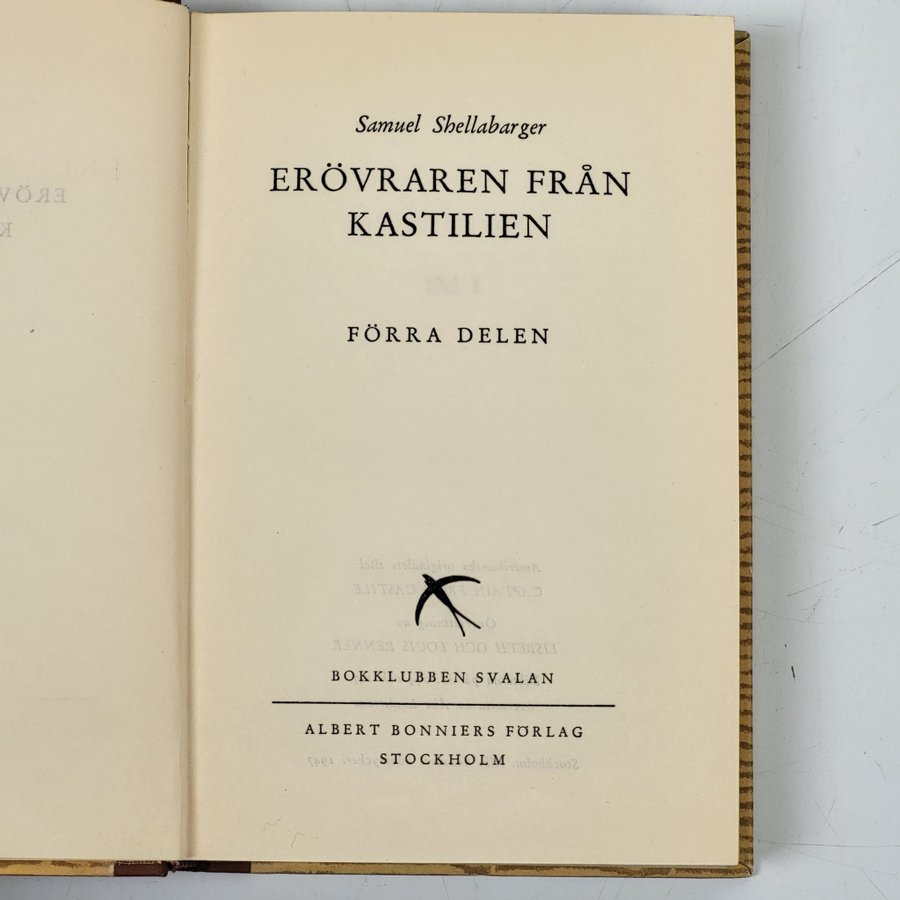 Samuel Shellabarger
ERÖVRAREN FRÅN
KASTILIEN
FÖRRA DELEN
BOKKLUBBEN SVALAN
ALBERT BONNIERS FÖRLAG
STOCKHOLM